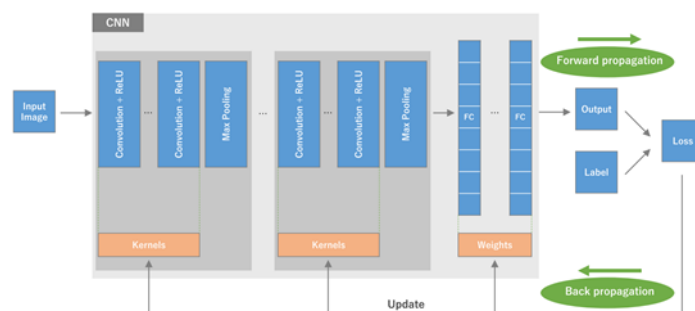 CNN
Input
Image
Convolution + ReLU
...
Convolution + ReLU
Max Pooling
...
Convolution + ReLU
...
Convolution + ReLU
Max Pooling
FC
...
FC
Forward propagation
Output
Label
Loss
Kernels
Kernels
Weights
Back propagation
Update